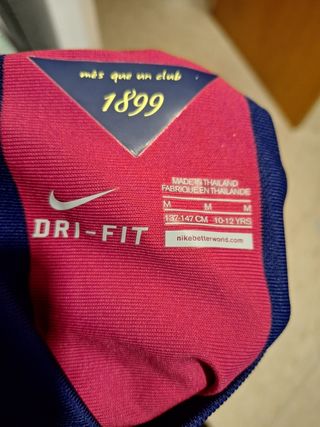 més que un club
1899
DRI-FIT
MADE IN THAILAND
FABRIQUE EN THAILANDE
M M M
137-147 CM 10-12 YRS
nikebetterworld.com